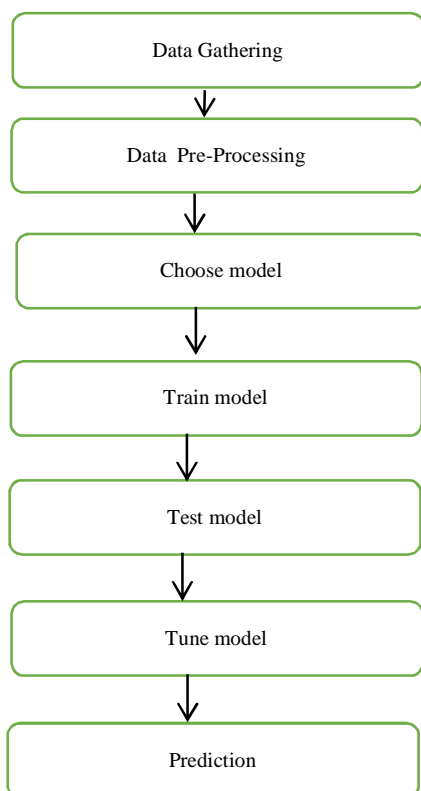 Data Gathering
Data  Pre-Processing
Choose model
Train model
Test model
Tune model
Prediction